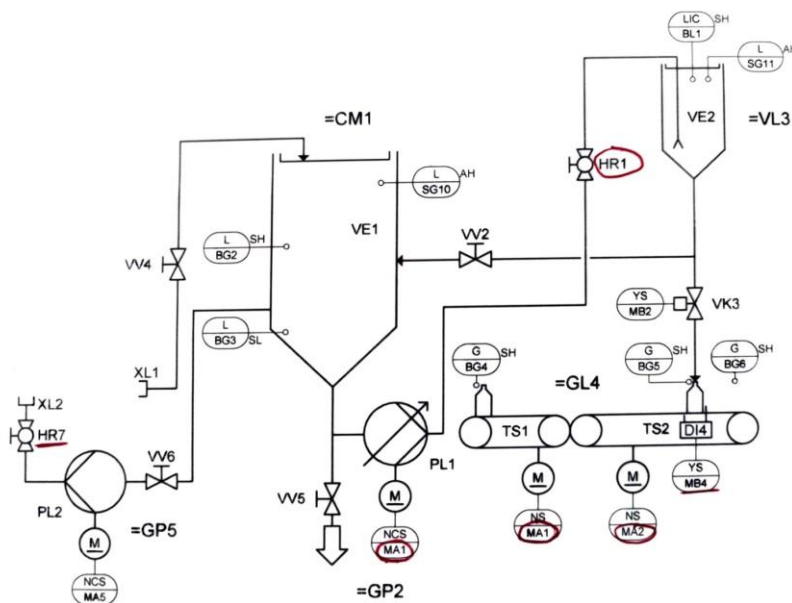 LIC
BL1
SH
L
SG11
AH
VE2
=VL3
=CM1
HR1
L
SG10
AH
VE1
VV2
L
BG2
SH
VV4
YS
MB2
VK3
L
BG3
SL
G
BG4
SH
G
BG5
SH
G
BG6
SH
=GL4
XL1
XL2
HR7
TS1
TS2
DI4
VV6
PL1
YS
MB4
PL2
=GP5
VV5
M
M
M
M
NCS
MA1
NS
MA1
NS
MA2
NCS
MA5
=GP2